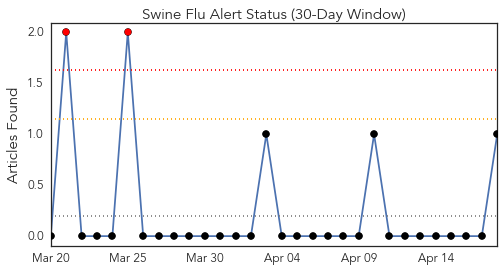 Swine Flu Alert Status (30-Day Window)
Articles Found
2.0
1.5
1.0
0.5
0.0
Mar 20 Mar 25 Mar 30 Apr 04 Apr 09 Apr 14